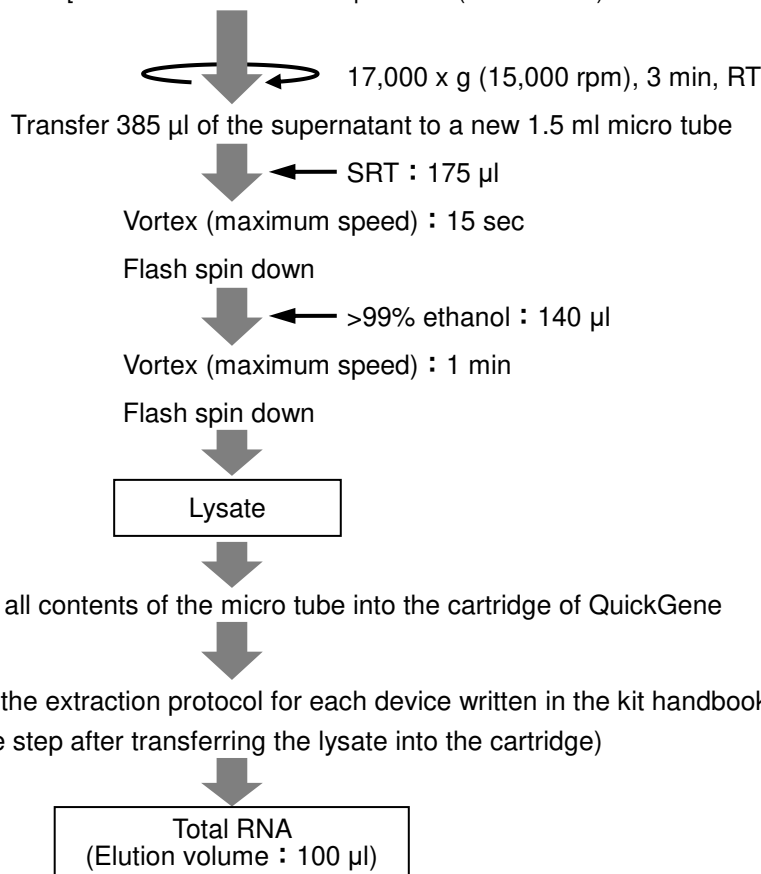 17,000 x g (15,000 rpm), 3 min, RT
Transfer 385 µl of the supernatant to a new 1.5 ml micro tube
SRT：175 µl
Vortex (maximum speed)：15 sec
Flash spin down
>99% ethanol：140 µl
Vortex (maximum speed)：1 min
Flash spin down
Lysate
all contents of the micro tube into the cartridge of QuickGene
the extraction protocol for each device written in the kit handbook
step after transferring the lysate into the cartridge)
Total RNA
(Elution volume：100 µl)